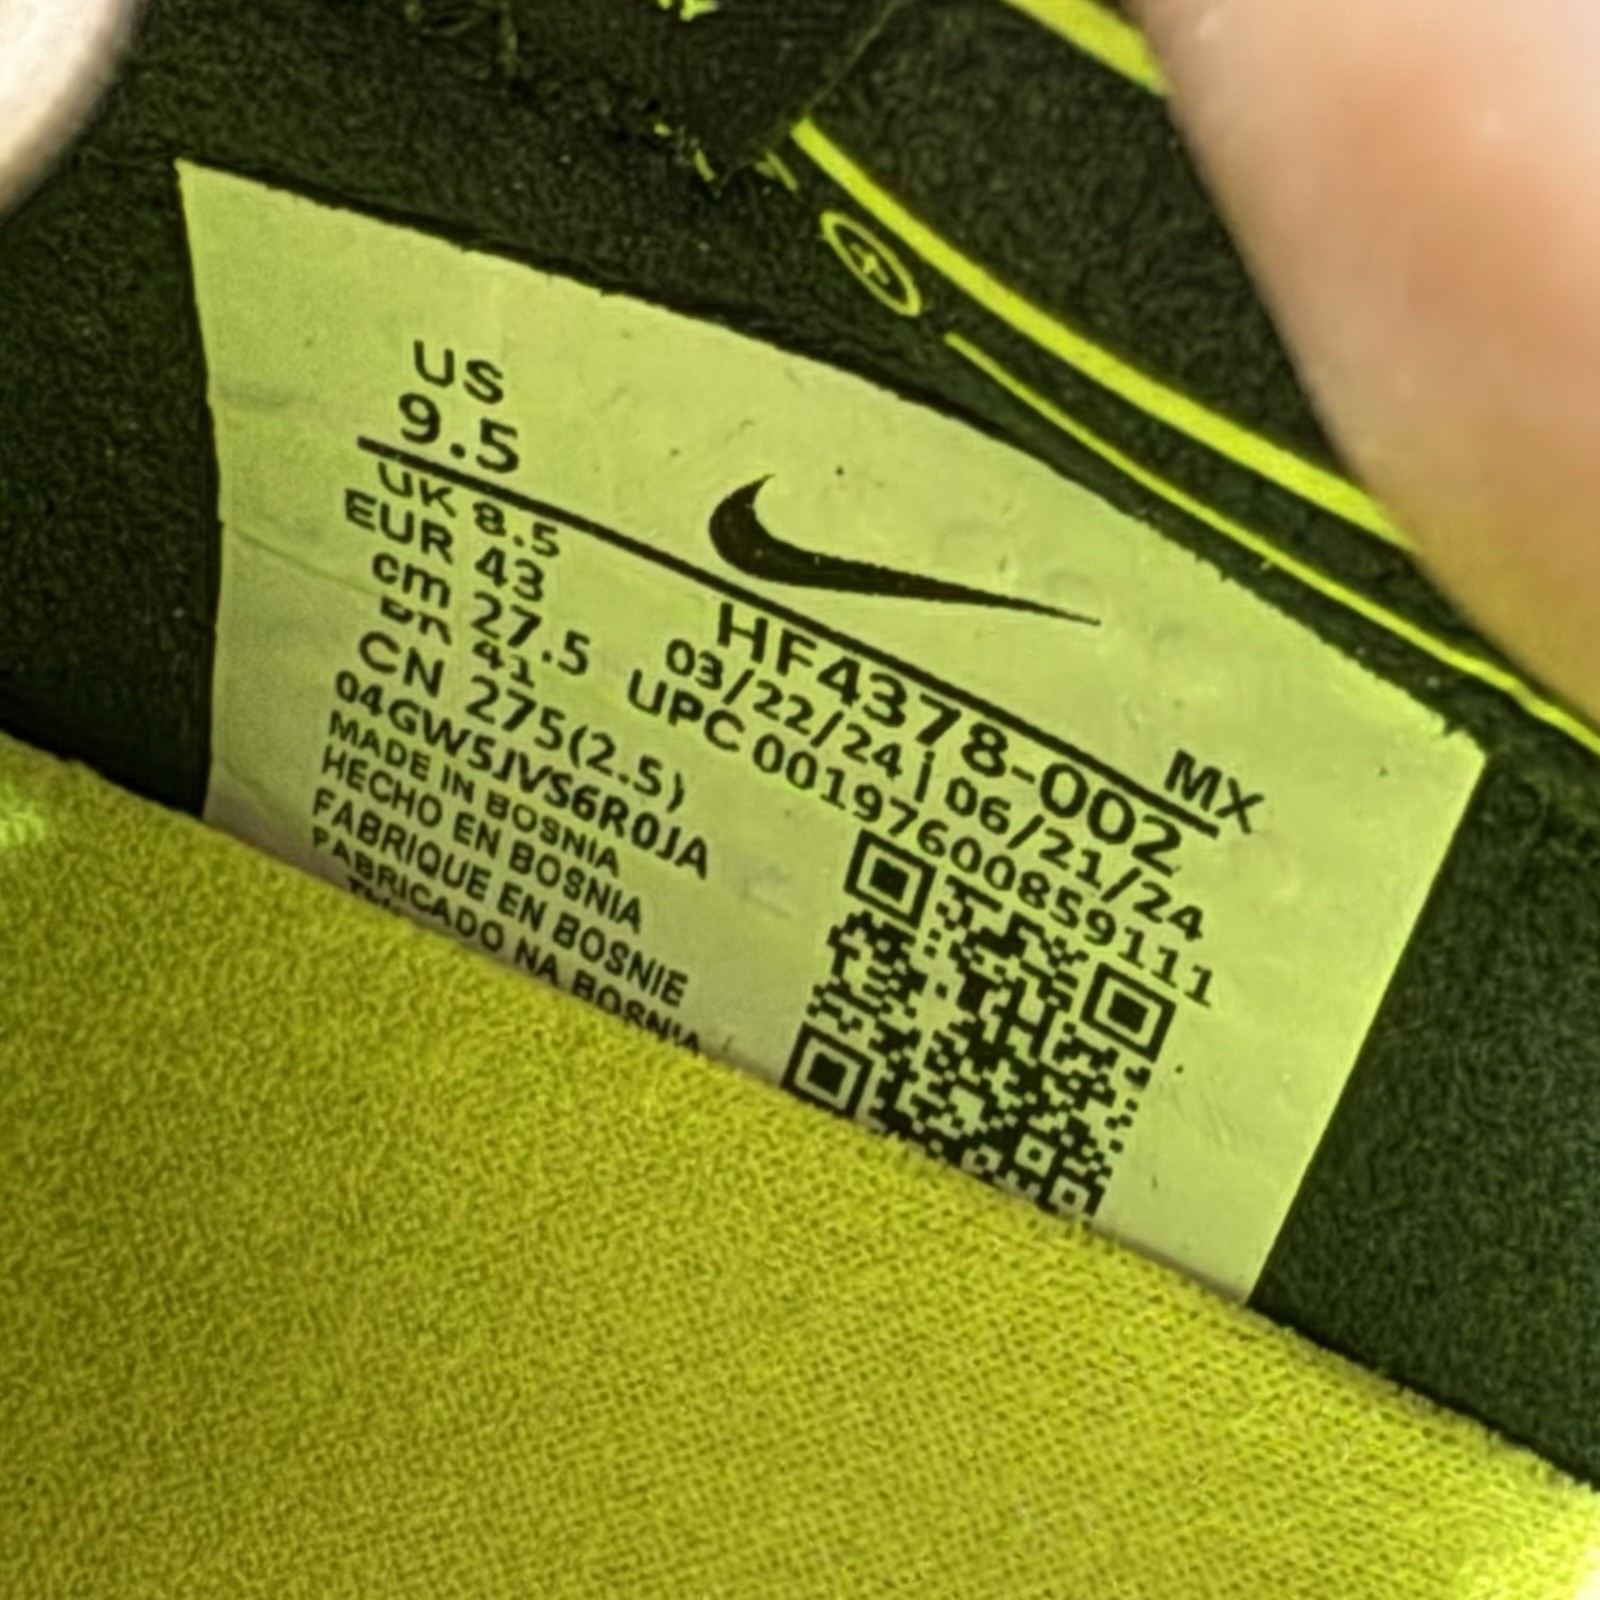 US
9.5
UK 8.5
EUR 43
cm 27.5
Br 41
CN 275(2.5)
04GW5JVS6R0JA
MADE IN BOSNIA
HECHO EN BOSNIA
FABRIQUE EN BOSNIE
FABRICADO NA BOSNIA
MX
HF4378-002
03/22/24 | 06/21/24
UPC 00197600859111